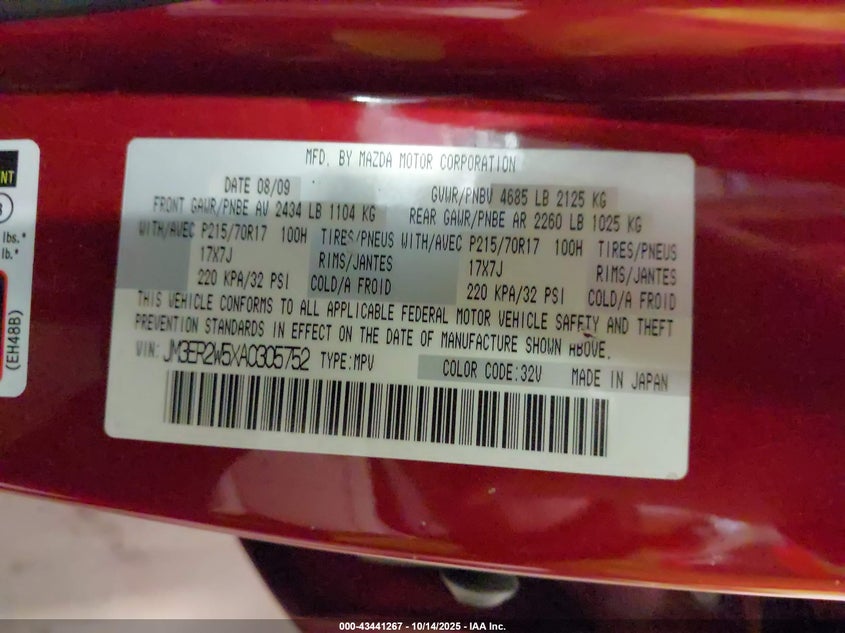 MFD. BY MAZDA MOTOR CORPORATION
DATE 08/09 GVWR/PNBV 4685 LB 2125 KG
FRONT GAWR/PNBE AV 2434 LB 1104 KG REAR GAWR/PNBE AR 2260 LB 1025 KG
WITH/AVEC P215/70R17 100H TIRES/PNEUS WITH/AVEC P215/70R17 100H TIRES/PNEUS
17X7J RIMS/JANTES 17X7J RIMS/JANTES
220 KPA/32 PSI COLD/A FROID 220 KPA/32 PSI COLD/A FROID
THIS VEHICLE CONFORMS TO ALL APPLICABLE FEDERAL MOTOR VEHICLE SAFETY AND THEFT
PREVENTION STANDARDS IN EFFECT ON THE DATE OF MANUFACTURE SHOWN ABOVE.
VIN: JM3ER2W5XA0305752 TYPE:MPV COLOR CODE:32V MADE IN JAPAN
lbs.*
lb.*
(EH48B)
000-43441267 - 10/14/2025 - IAA Inc.